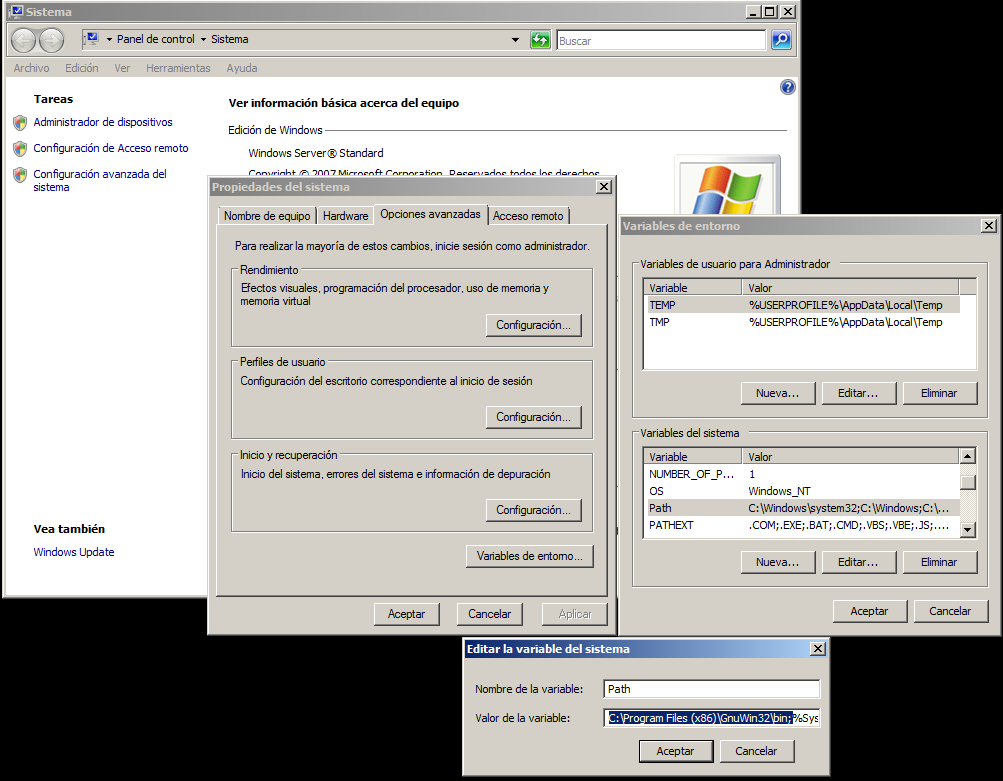 Sistema
Panel de control
Sistema
Buscar
Archivo Edición Ver Herramientas Ayuda
Tareas
Administrador de dispositivos
Configuración de Acceso remoto
Configuración avanzada del
sistema
Vea también
Windows Update
Ver información básica acerca del equipo
Edición de Windows
Windows Server® Standard
Copyright © 2007 Microsoft Corporation. Reservados todos los derechos.
Propiedades del sistema
Nombre de equipo Hardware Opciones avanzadas Acceso remoto
Para realizar la mayoría de estos cambios, inicie sesión como administrador.
Rendimiento
Efectos visuales, programación del procesador, uso de memoria y
memoria virtual
Configuración...
Perfiles de usuario
Configuración del escritorio correspondiente al inicio de sesión
Configuración...
Inicio y recuperación
Inicio del sistema, errores del sistema e información de depuración
Configuración...
Variables de entorno...
Aceptar Cancelar Aplicar
Variables de entorno
Variables de usuario para Administrador
Variable Valor
TEMP %USERPROFILE%\AppData\Local\Temp
TMP %USERPROFILE%\AppData\Local\Temp
Nueva... Editar... Eliminar
Variables del sistema
Variable Valor
NUMBER_OF_P... 1
OS Windows_NT
Path C:\Windows\system32;C:\Windows;C:\...
PATHEXT .COM;.EXE;.BAT;.CMD;.VBS;.VBE;.JS;....
Nueva... Editar... Eliminar
Aceptar Cancelar
Editar la variable del sistema
Nombre de la variable: Path
Valor de la variable: C:\Program Files (x86)\GnuWin32\bin;%Sys
Aceptar Cancelar